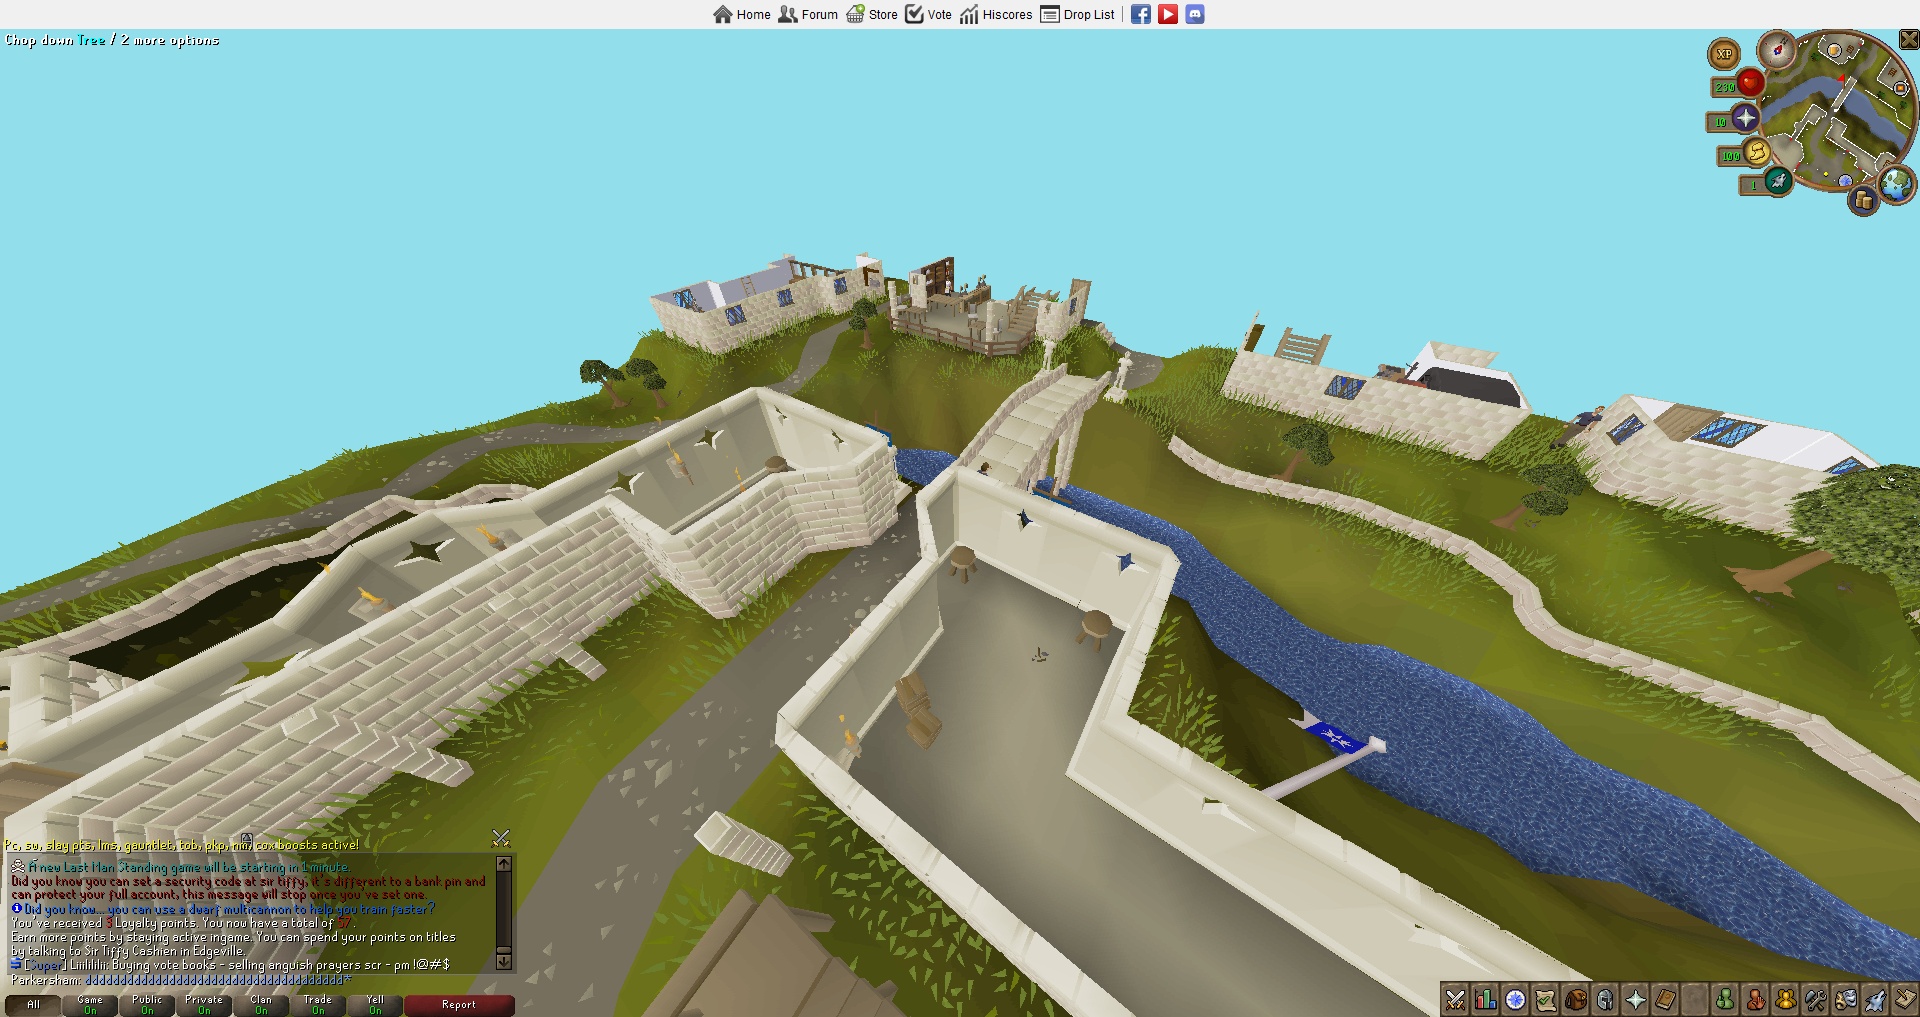 Home Forum Store Vote Hiscores Drop List
Chop down Tree / 2 more options
XP
230
10
100
1
Pc, sw, slay pts, lms, gauntlet, tob, pkp, nm, cox boosts active!
A new Last Man Standing game will be starting in 1 minute.
Did you know you can set a security code at sir tiffy, it's different to a bank pin and
can protect your full account, this message will stop once you've set one.
Did you know... you can use a dwarf multicannon to help you train faster?
You've received 3 Loyalty points. You now have a total of 57.
Earn more points by staying active ingame. You can spend your points on titles
by talking to Sir Tiffy Cashien in Edgeville.
[Super] Buying vote books - selling anguish prayers scr - pm !@#$
Parkersham:
All Game On Public On Private On Clan On Trade On Yell On Report